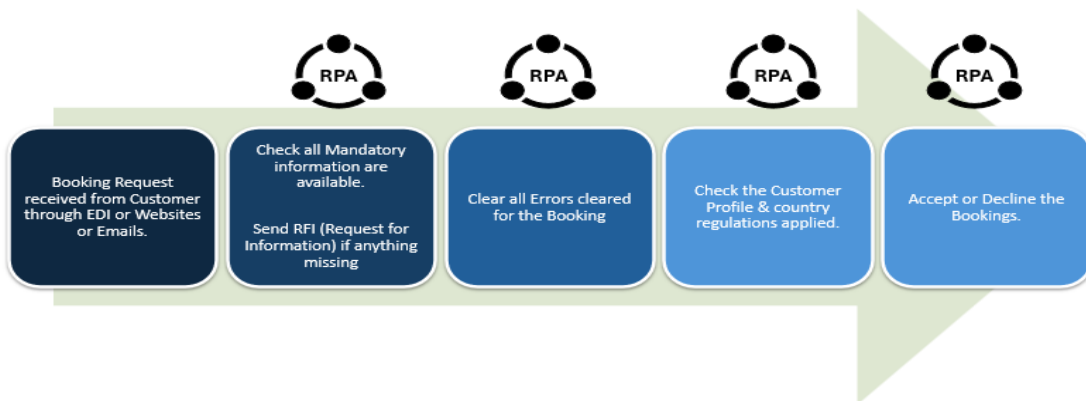 RPA
RPA
RPA
RPA
Booking Request
received from Customer
through EDI or Websites
or Emails.
Check all Mandatory
information are
available.
Send RFI (Request for
Information) if anything
missing
Clear all Errors cleared
for the Booking
Check the Customer
Profile & country
regulations applied.
Accept or Decline the
Bookings.